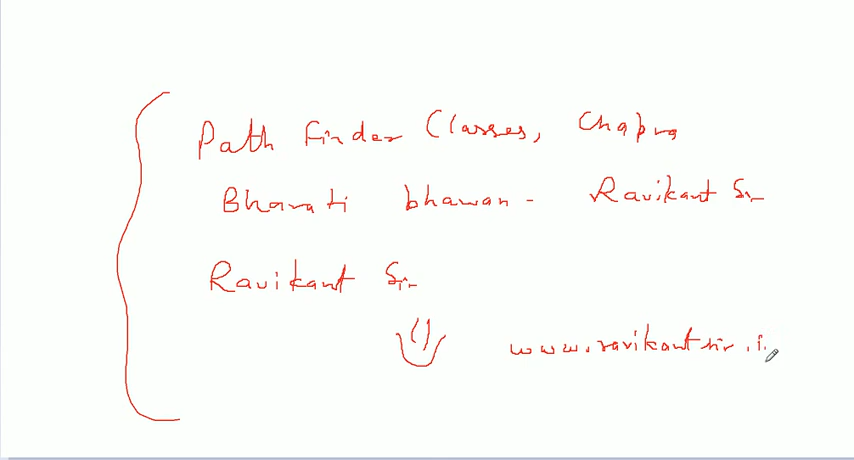 Path Finder Classes, Chapra
Bharati bhawan - Ravikant Sir
Ravikant Sir
www.ravikantsir.i